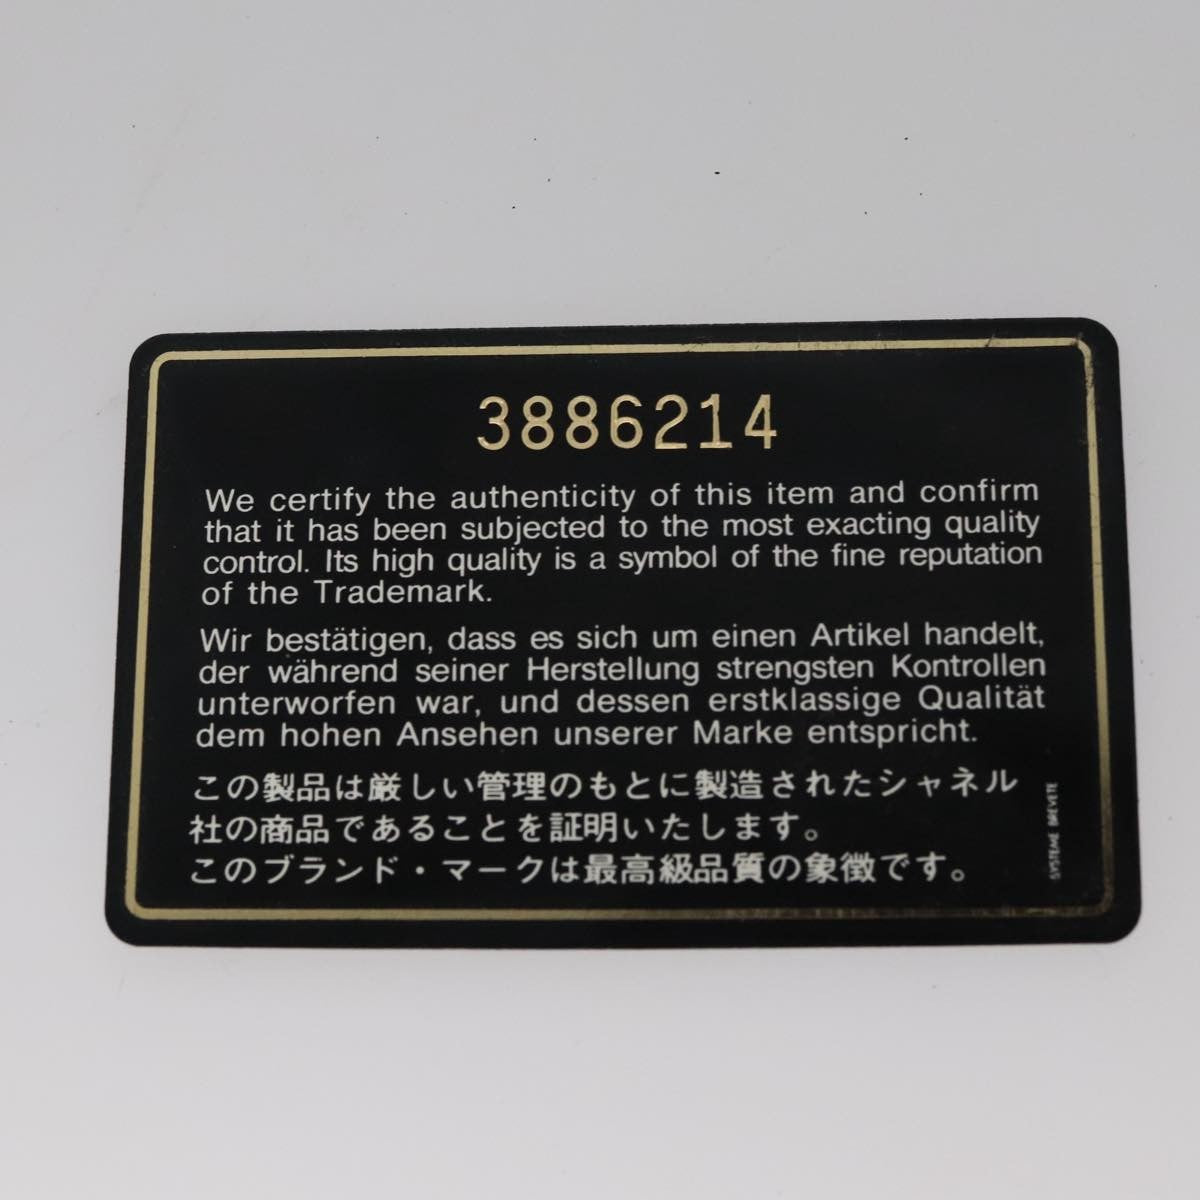 3886214
We certify the authenticity of this item and confirm
that it has been subjected to the most exacting quality
control. Its high quality is a symbol of the fine reputation
of the Trademark.
Wir bestätigen, dass es sich um einen Artikel handelt,
der während seiner Herstellung strengsten Kontrollen
unterworfen war, und dessen erstklassige Qualität
dem hohen Ansehen unserer Marke entspricht.
この製品は厳しい管理のもとに製造されたシャネル
社の商品であることを証明いたします。
このブランド・マークは最高級品質の象徴です。
SYSTEME BREVETE